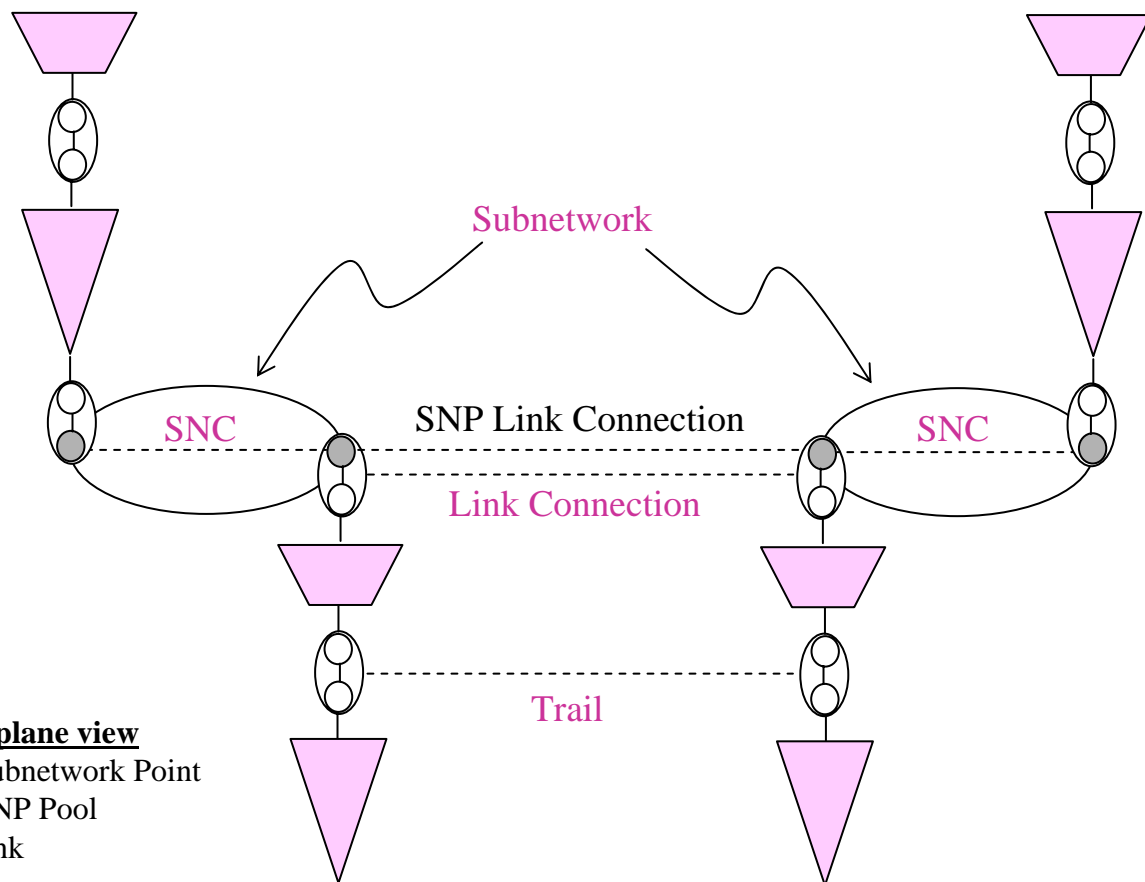 Subnetwork
SNC
SNP Link Connection
SNC
Link Connection
Trail
plane view
ubnetwork Point
NP Pool
nk